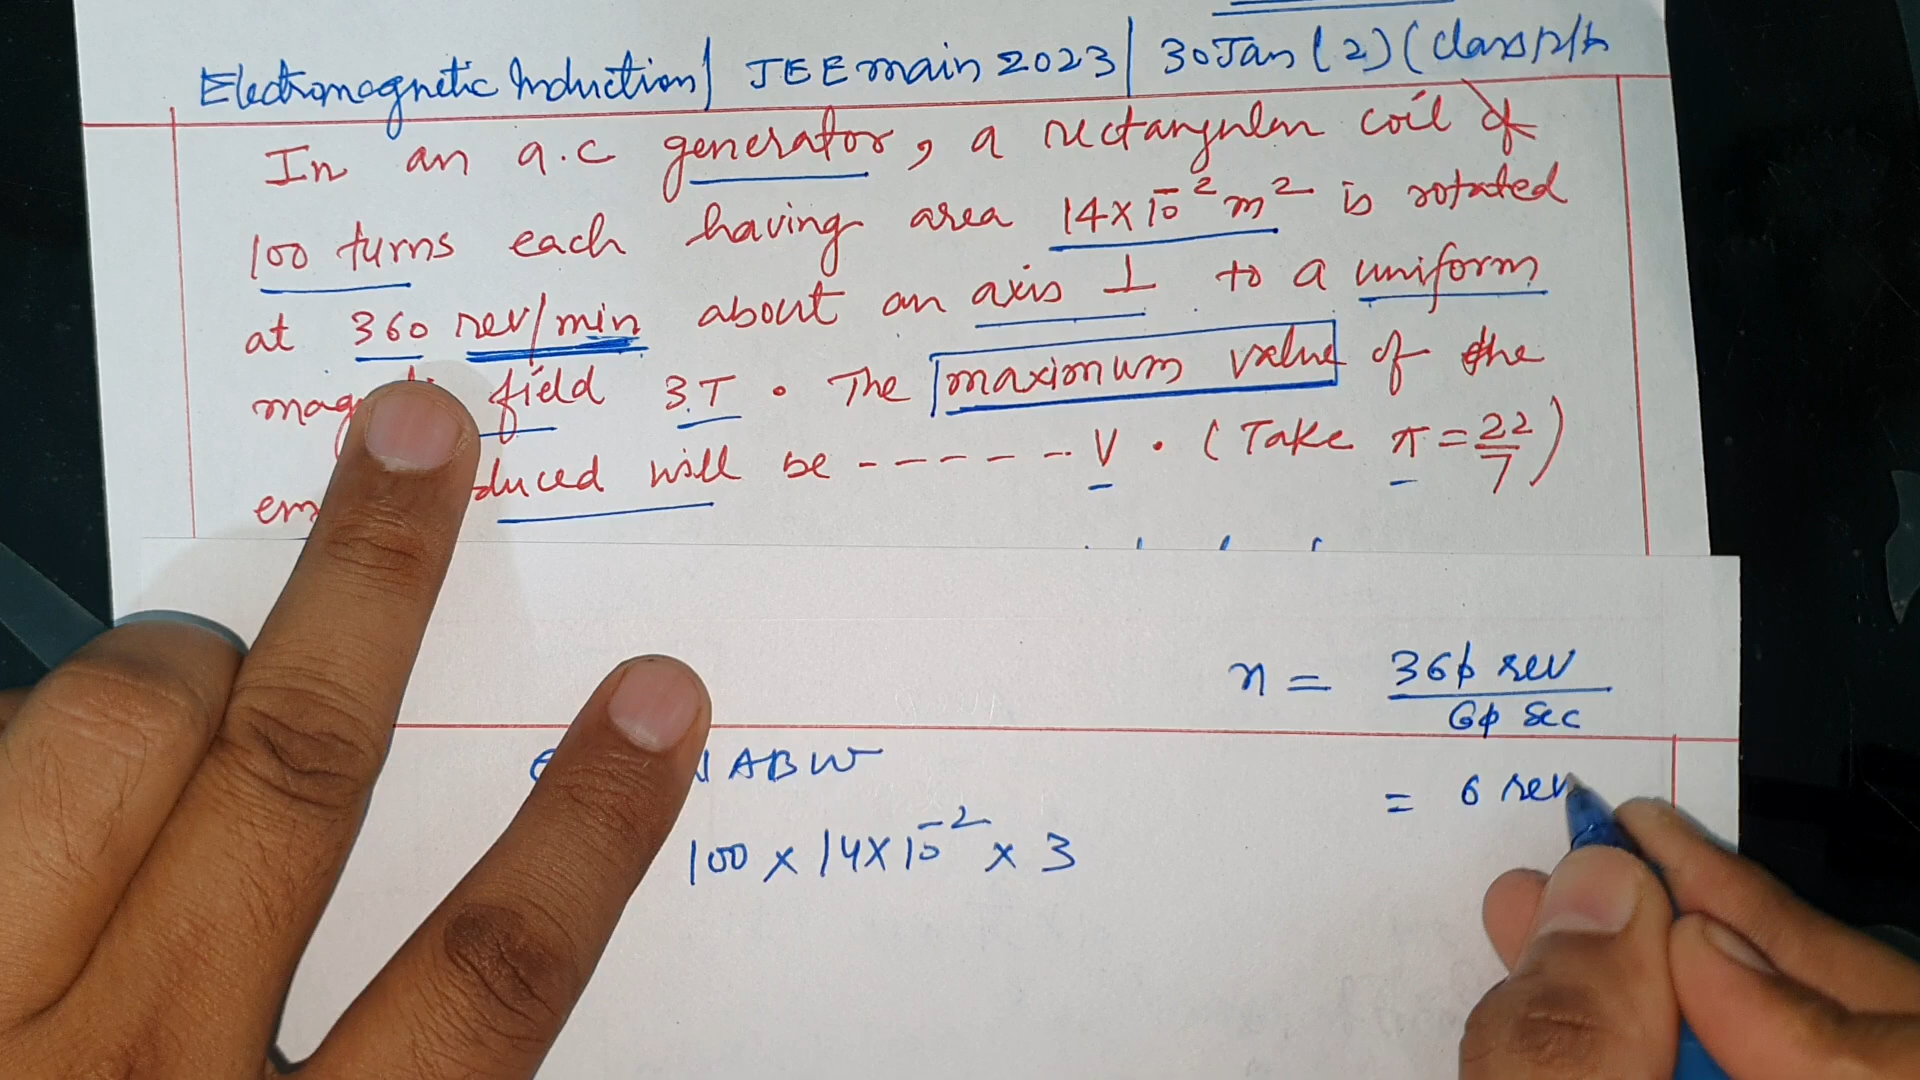 Electromagnetic Induction | JEE main 2023 | 30 Jan (2) (class 12th
In an a.c generator, a rectangular coil of
100 turns each having area 14×10⁻² m² is rotated
at 360 rev/min about an axis ⊥ to a uniform
field 3T. The maximum value of the
will be ------ V. (Take π = 22/7)
n = 360 rev / 60 sec
ABW
= 6 rev
100 × 14×10⁻² × 3